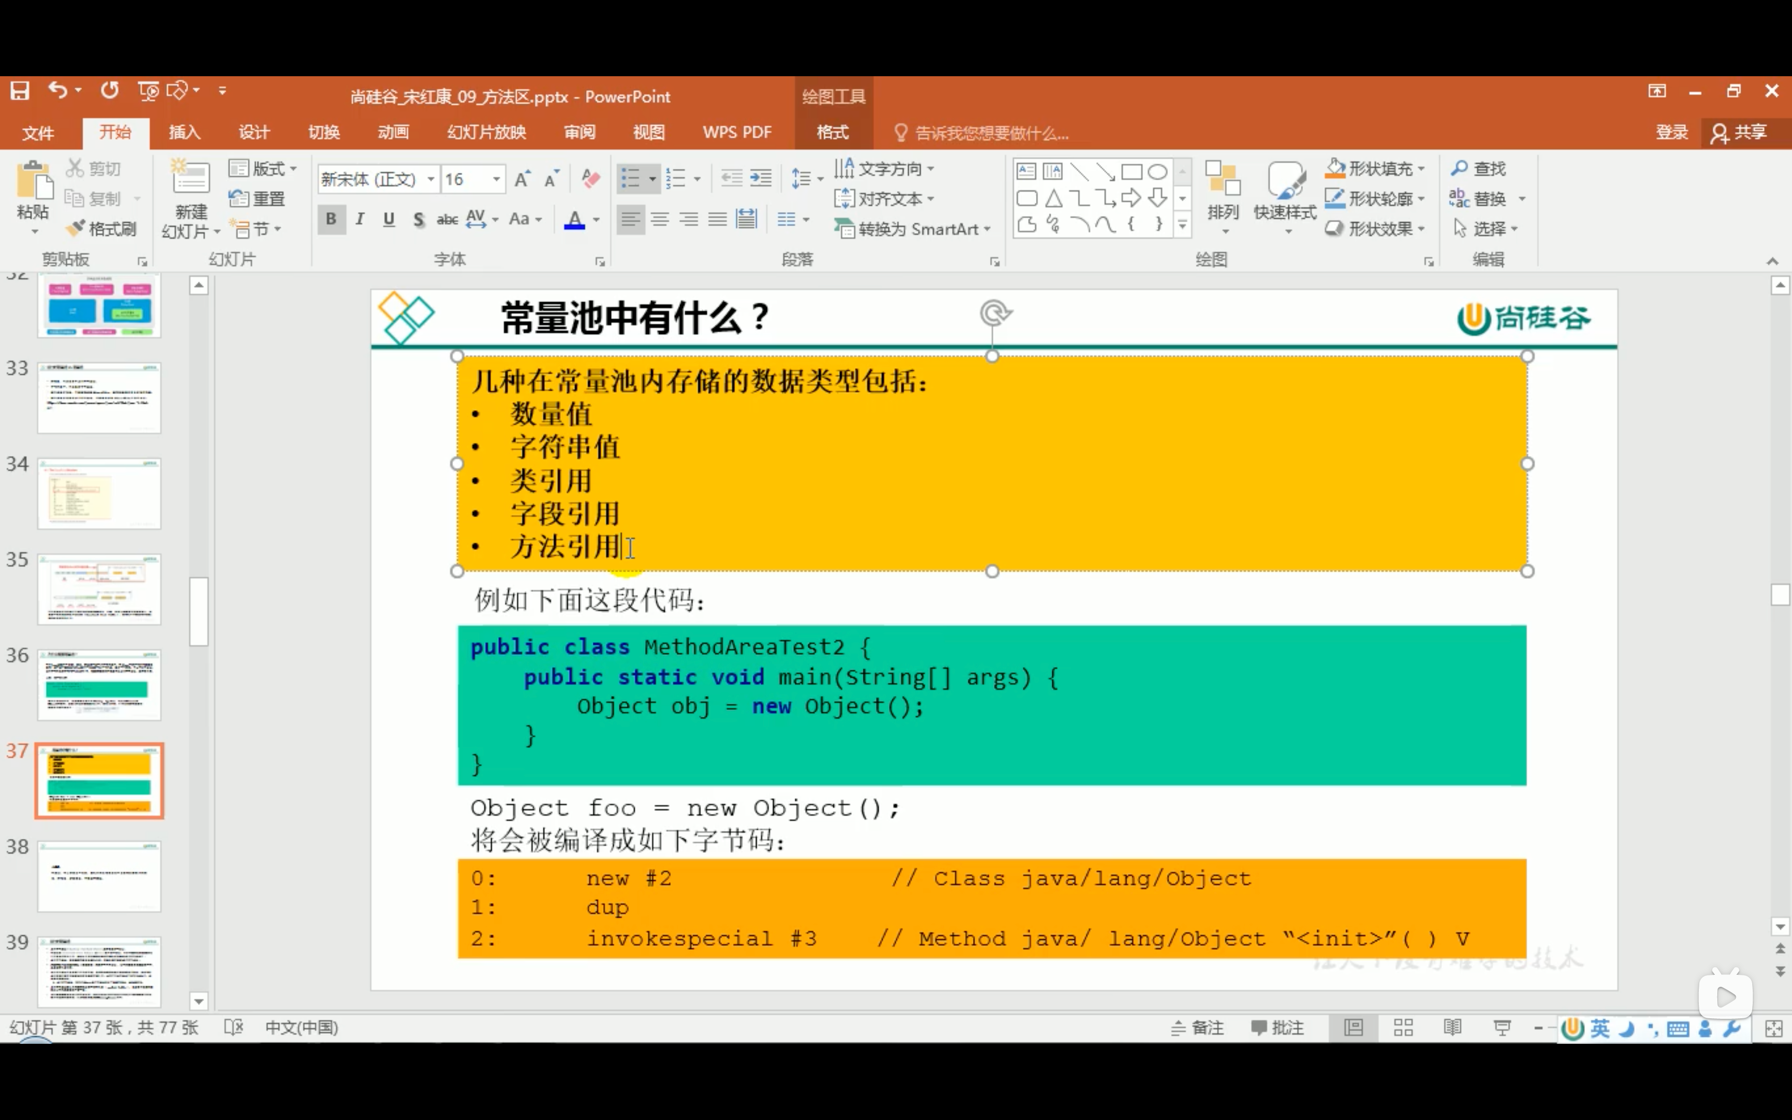 尚硅谷_宋红康_09_方法区.pptx - PowerPoint
绘图工具
文件 开始 插入 设计 切换 动画 幻灯片放映 审阅 视图 WPS PDF 格式 告诉我您想要做什么... 登录 共享
粘贴 剪切 复制 格式刷 剪贴板
新建幻灯片 版式 重置 节 幻灯片
新宋体 (正文) 16
B I U S abc AV Aa A
字体
文字方向 对齐文本 转换为 SmartArt 段落
排列 快速样式 形状填充 形状轮廓 形状效果 绘图
查找 替换 选择 编辑
32
33
34
35
36
37
38
39
常量池中有什么？
尚硅谷
几种在常量池内存储的数据类型包括：
• 数量值
• 字符串值
• 类引用
• 字段引用
• 方法引用
例如下面这段代码：
public class MethodAreaTest2 {
public static void main(String[] args) {
Object obj = new Object();
}
}
Object foo = new Object();
将会被编译成如下字节码：
0: new #2 // Class java/lang/Object
1: dup
2: invokespecial #3 // Method java/ lang/Object “<init>”( ) V
幻灯片 第 37 张，共 77 张 中文(中国) 备注 批注 英